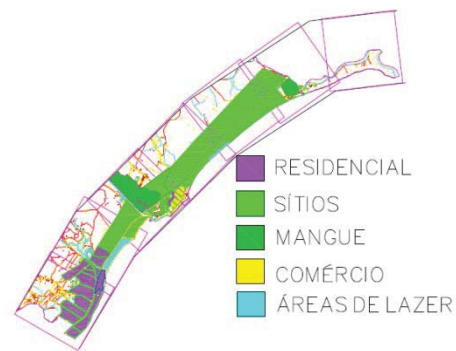 RESIDENCIAL
SÍTIOS
MANGUE
COMÉRCIO
ÁREAS DE LAZER